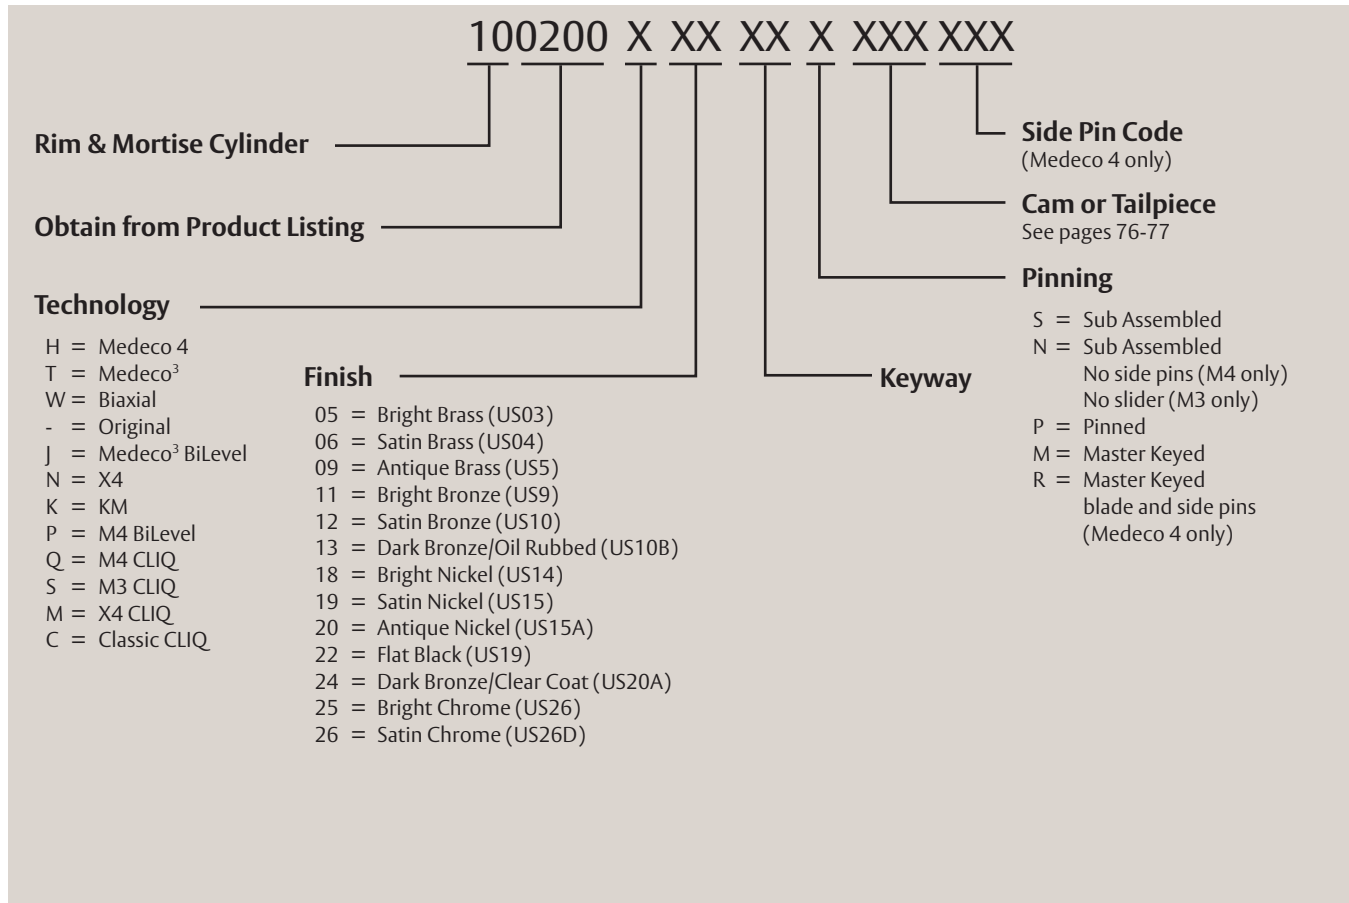 100200 X XX XX X XXX XXX
Rim & Mortise Cylinder
Obtain from Product Listing
Technology
H = Medeco 4
T = Medeco³
W = Biaxial
- = Original
J = Medeco³ BiLevel
N = X4
K = KM
P = M4 BiLevel
Q = M4 CLIQ
S = M3 CLIQ
M = X4 CLIQ
C = Classic CLIQ
Finish
05 = Bright Brass (US03)
06 = Satin Brass (US04)
09 = Antique Brass (US5)
11 = Bright Bronze (US9)
12 = Satin Bronze (US10)
13 = Dark Bronze/Oil Rubbed (US10B)
18 = Bright Nickel (US14)
19 = Satin Nickel (US15)
20 = Antique Nickel (US15A)
22 = Flat Black (US19)
24 = Dark Bronze/Clear Coat (US20A)
25 = Bright Chrome (US26)
26 = Satin Chrome (US26D)
Keyway
Side Pin Code
(Medeco 4 only)
Cam or Tailpiece
See pages 76-77
Pinning
S = Sub Assembled
N = Sub Assembled
No side pins (M4 only)
No slider (M3 only)
P = Pinned
M = Master Keyed
R = Master Keyed
blade and side pins
(Medeco 4 only)